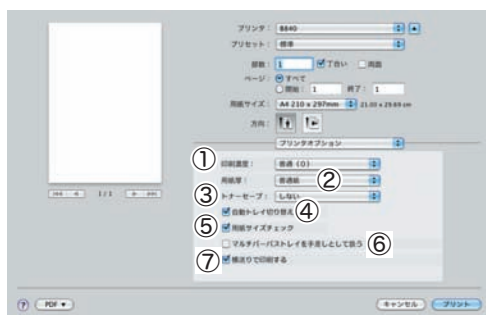 プリンタ： B840
プリセット： 標準
部数： 1 丁合い 両面
ページ： すべて
開始： 1 終了： 1
用紙サイズ： A4 210 x 297mm 21.00 x 29.69 cm
方向：
プリンタオプション
① 印刷濃度： 普通 (0)
用紙厚： 普通紙 ②
③ トナーセーブ： しない
自動トレイ切り替え ④
⑤ 用紙サイズチェック
マルチパーパストレイを手差しとして扱う ⑥
⑦ 横送りで印刷する
1 / 1
? PDF ▼ キャンセル プリント